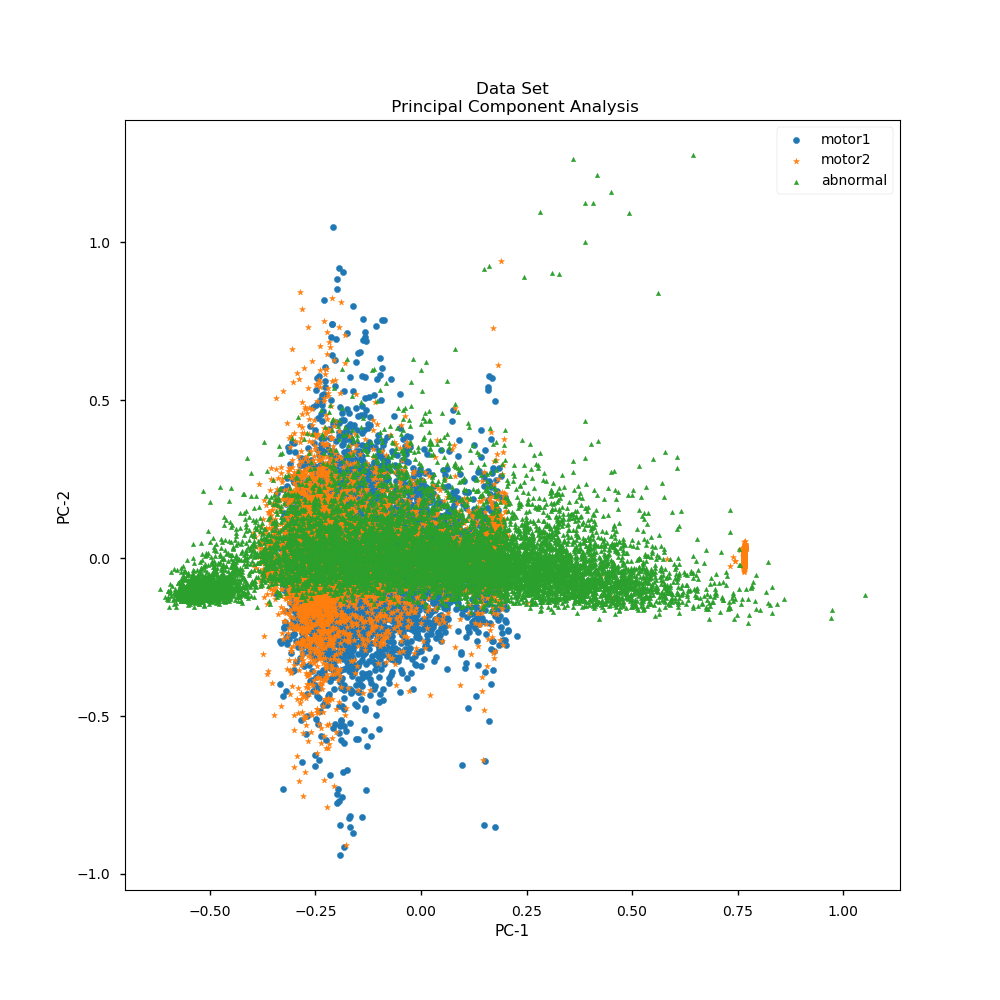 Data Set
Principal Component Analysis
motor1
motor2
abnormal
PC-2
1.0
0.5
0.0
−0.5
−1.0
−0.50
−0.25
0.00
0.25
0.50
0.75
1.00
PC-1